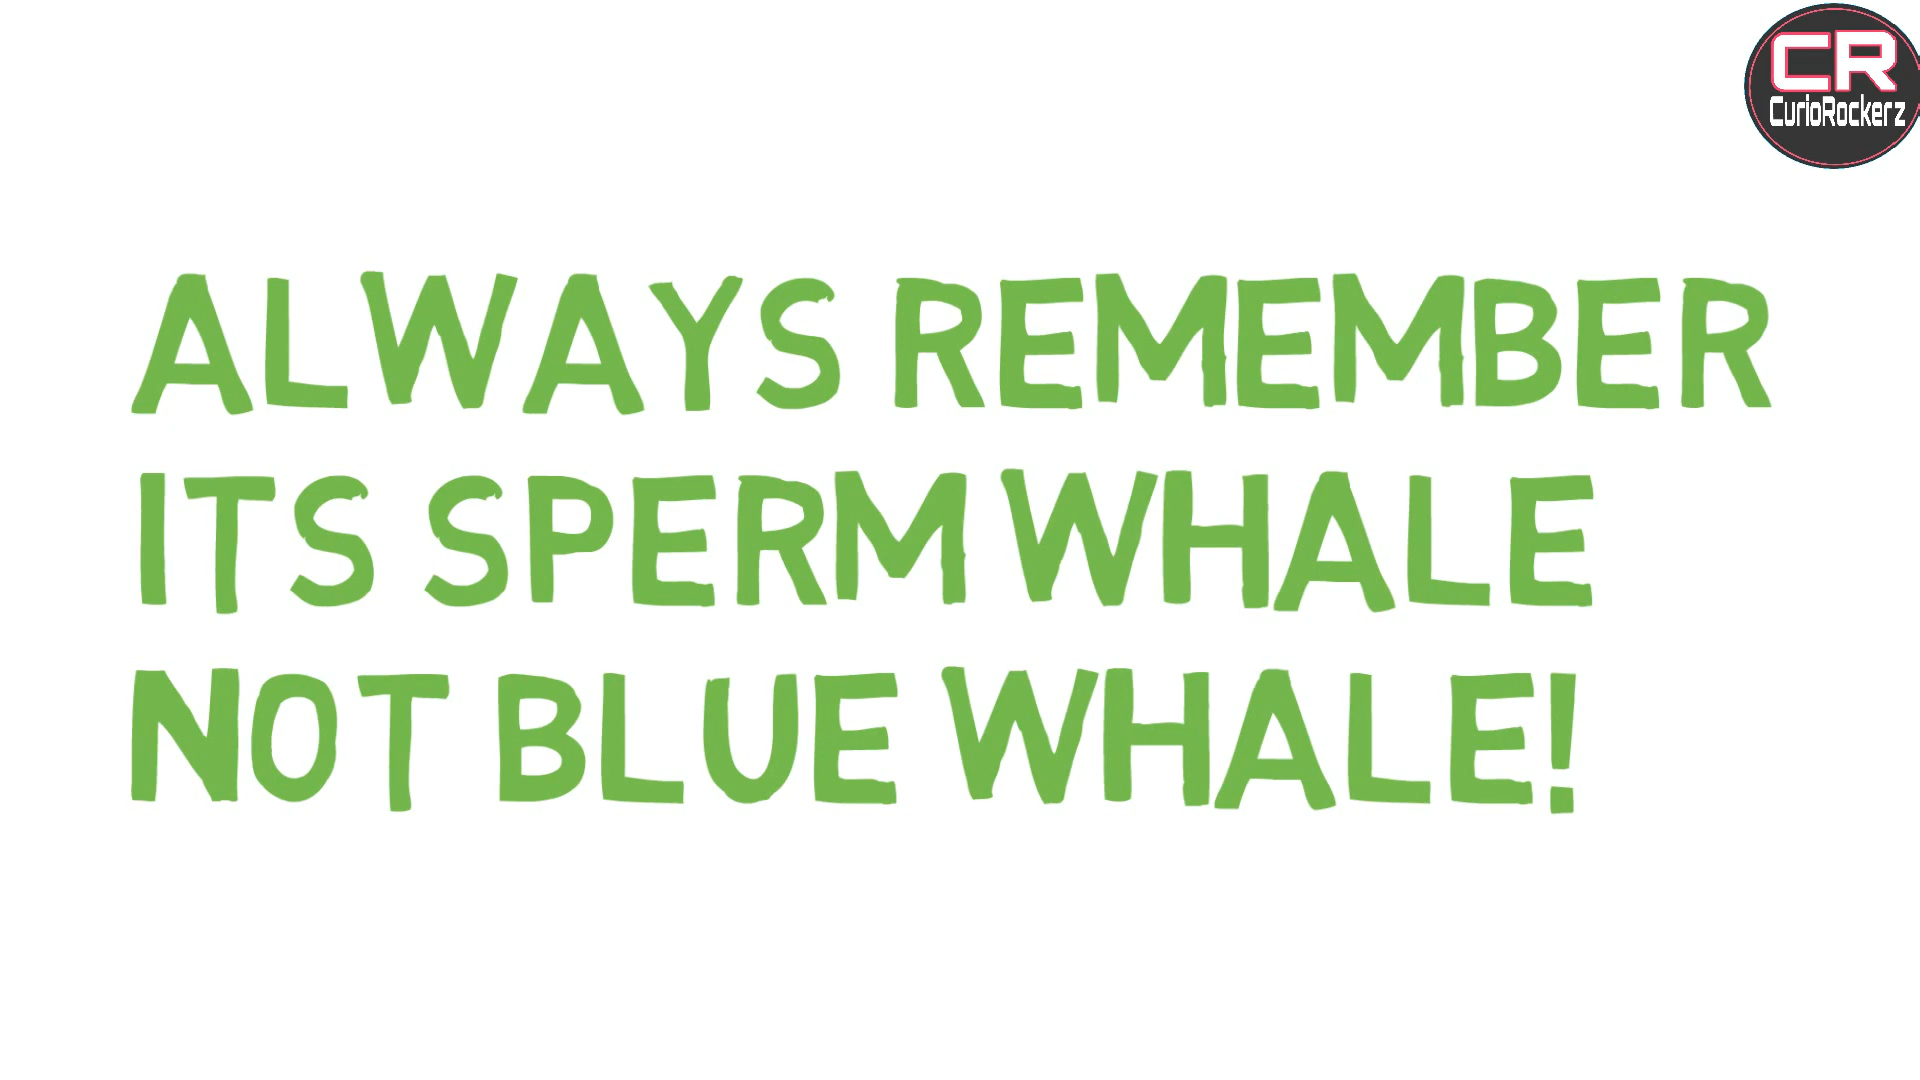 CR
CurioRockerz
ALWAYS REMEMBER
ITS SPERM WHALE
NOT BLUE WHALE!